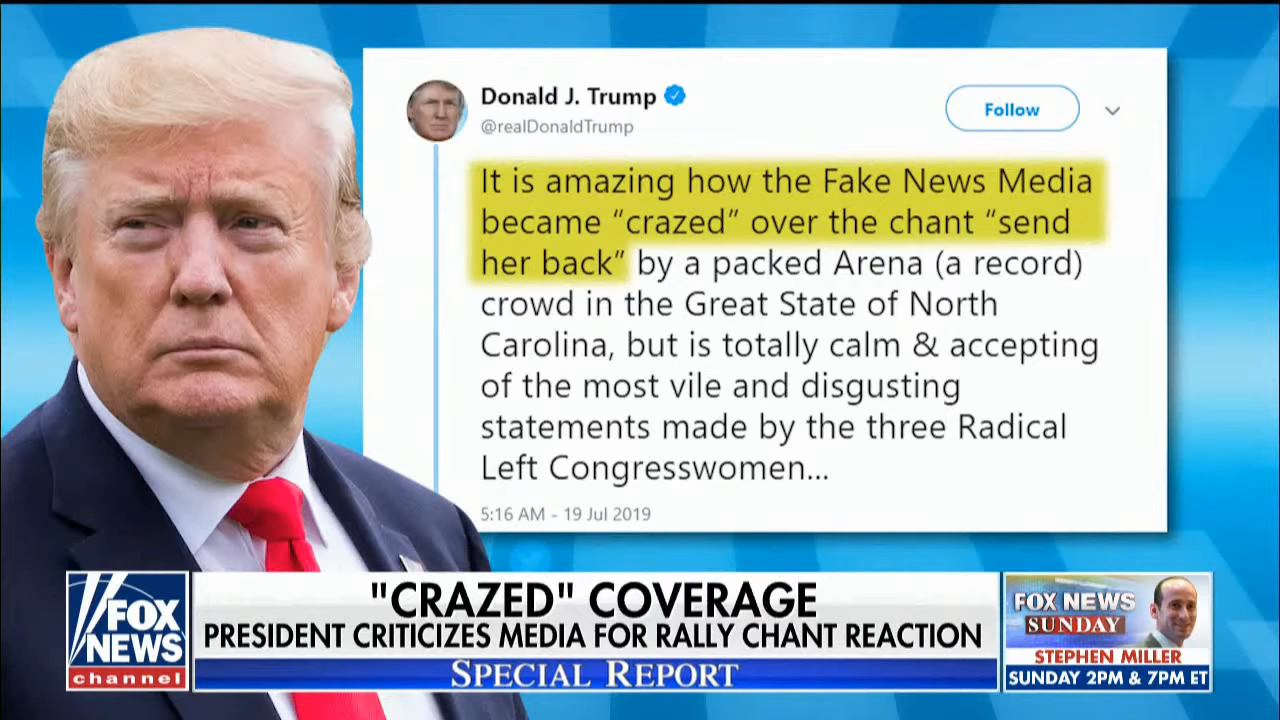 Donald J. Trump
@realDonaldTrump
Follow
It is amazing how the Fake News Media
became “crazed” over the chant “send
her back” by a packed Arena (a record)
crowd in the Great State of North
Carolina, but is totally calm & accepting
of the most vile and disgusting
statements made by the three Radical
Left Congresswomen...
5:16 AM - 19 Jul 2019
"CRAZED" COVERAGE
PRESIDENT CRITICIZES MEDIA FOR RALLY CHANT REACTION
SPECIAL REPORT
FOX
NEWS
channel
FOX NEWS
SUNDAY
STEPHEN MILLER
SUNDAY 2PM & 7PM ET